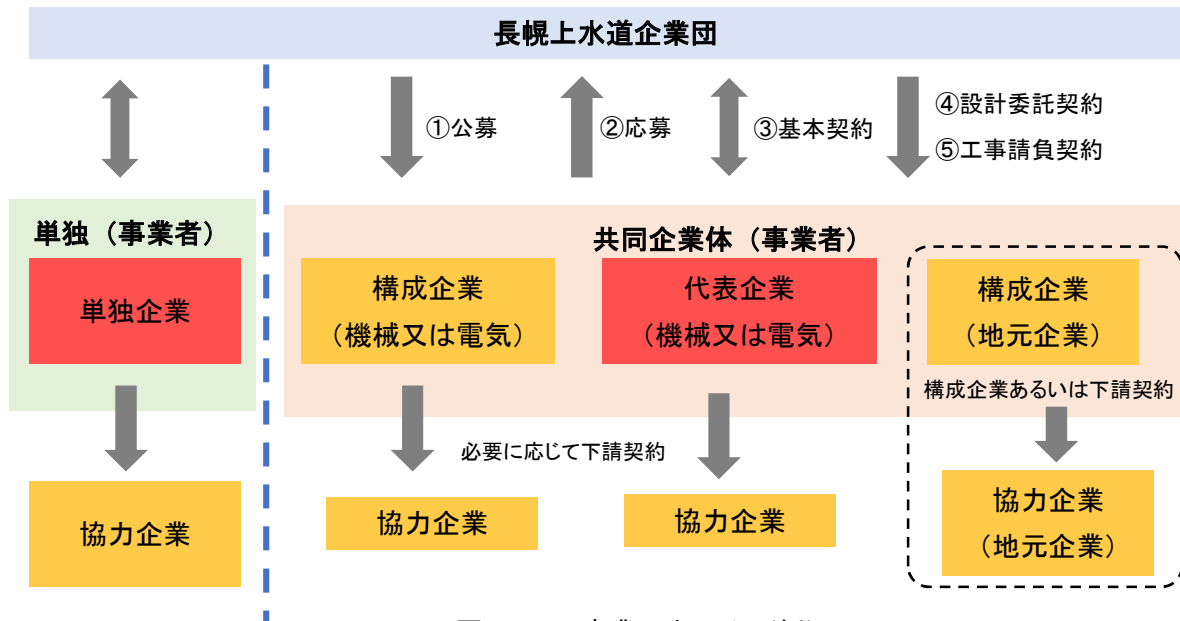 長幌上水道企業団
①公募
②応募
③基本契約
④設計委託契約
⑤工事請負契約
単独（事業者）
単独企業
協力企業
共同企業体（事業者）
構成企業
（機械又は電気）
代表企業
（機械又は電気）
構成企業
（地元企業）
構成企業あるいは下請契約
必要に応じて下請契約
協力企業
協力企業
協力企業
（地元企業）